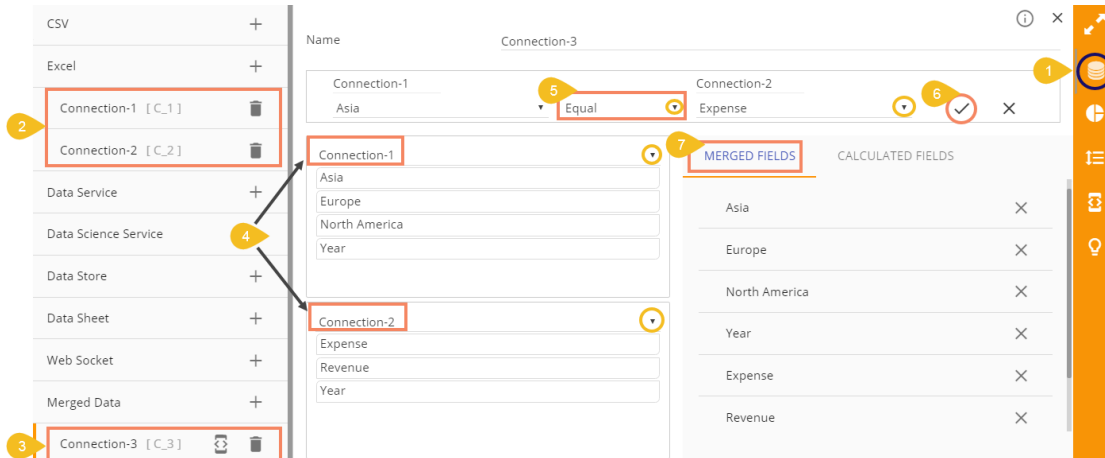 CSV
Excel
Connection-1 [ C_1 ]
Connection-2 [ C_2 ]
2
Data Service
Data Science Service
Data Store
Data Sheet
Web Socket
Merged Data
3
Connection-3 [ C_3 ]
Name
Connection-3
Connection-1
5
Connection-2
6
1
Asia
Equal
Expense
4
Connection-1
Asia
Europe
North America
Year
Connection-2
Expense
Revenue
Year
7
MERGED FIELDS
CALCULATED FIELDS
Asia
Europe
North America
Year
Expense
Revenue